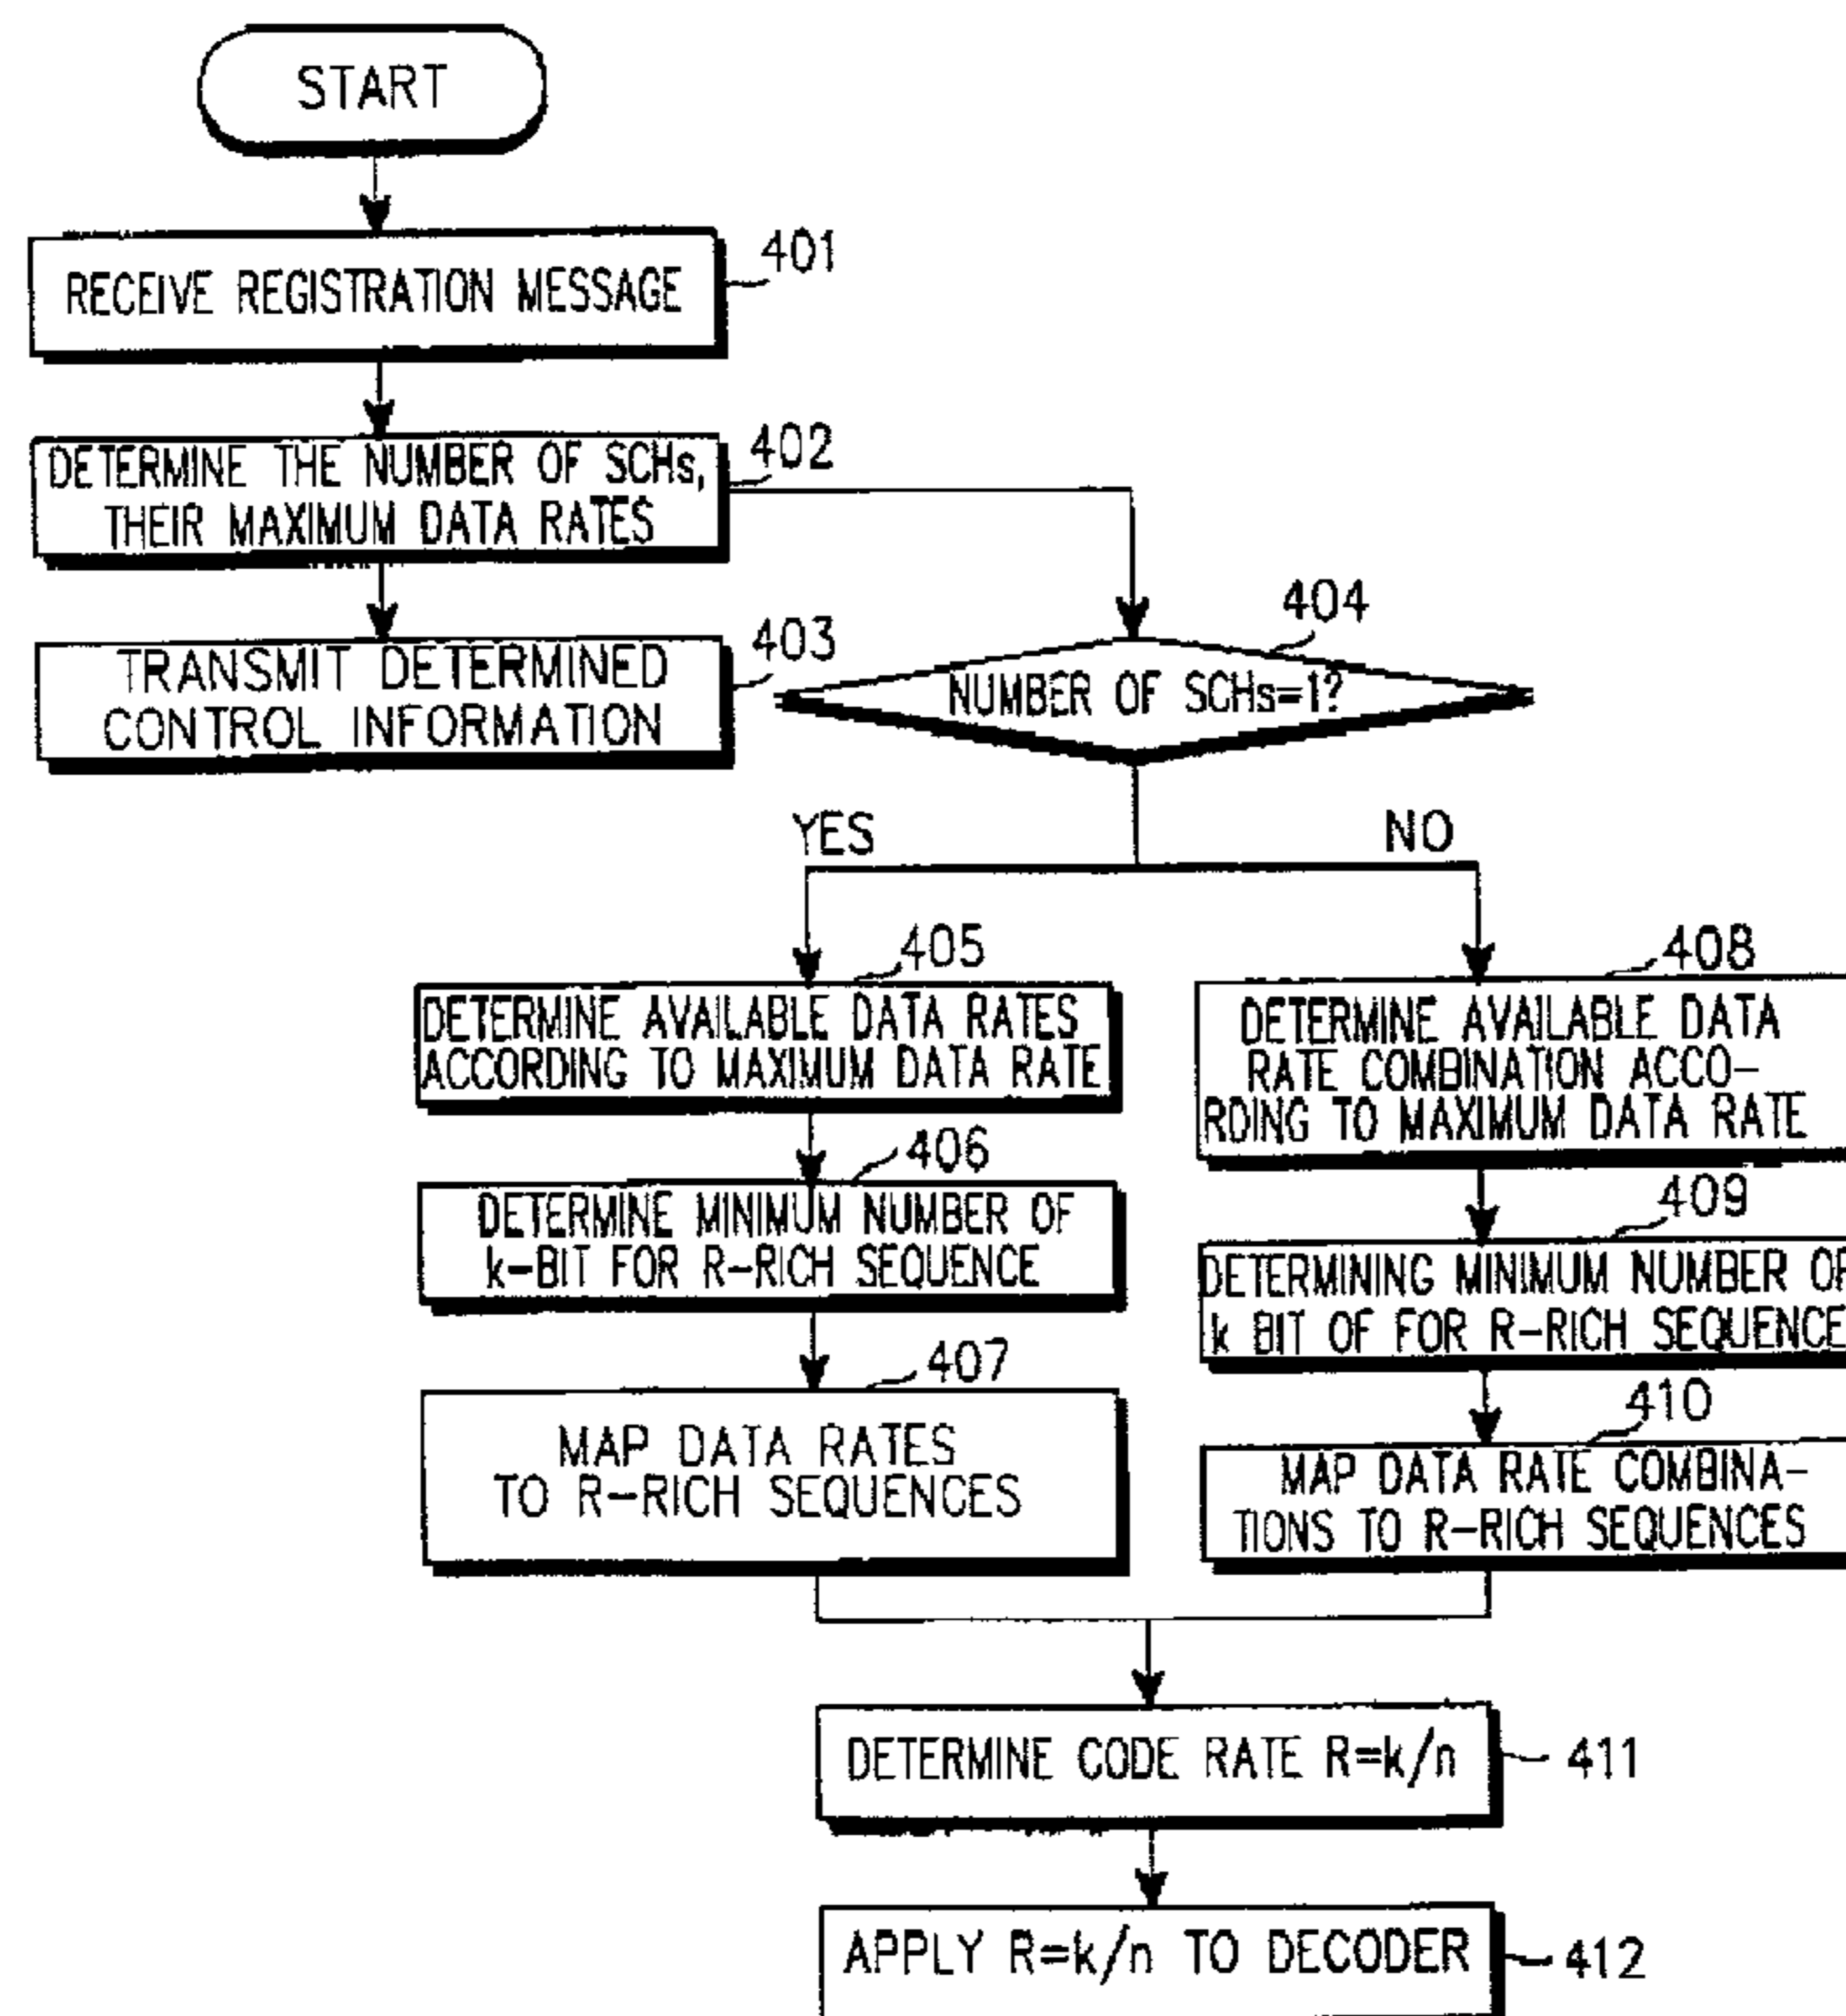 START
RECEIVE REGISTRATION MESSAGE
401
DETERMINE THE NUMBER OF SCHs,
THEIR MAXIMUM DATA RATES
402
TRANSMIT DETERMINED
CONTROL INFORMATION
403
NUMBER OF SCHs=1?
404
YES
NO
405
DETERMINE AVAILABLE DATA RATES
ACCORDING TO MAXIMUM DATA RATE
406
DETERMINE MINIMUM NUMBER OF
k-BIT FOR R-RICH SEQUENCE
407
MAP DATA RATES
TO R-RICH SEQUENCES
408
DETERMINE AVAILABLE DATA
RATE COMBINATION ACCO-
RDING TO MAXIMUM DATA RATE
409
DETERMINING MINIMUM NUMBER OF
k BIT OF FOR R-RICH SEQUENCE
410
MAP DATA RATE COMBINA-
TIONS TO R-RICH SEQUENCES
DETERMINE CODE RATE R=k/n
411
APPLY R=k/n TO DECODER
412